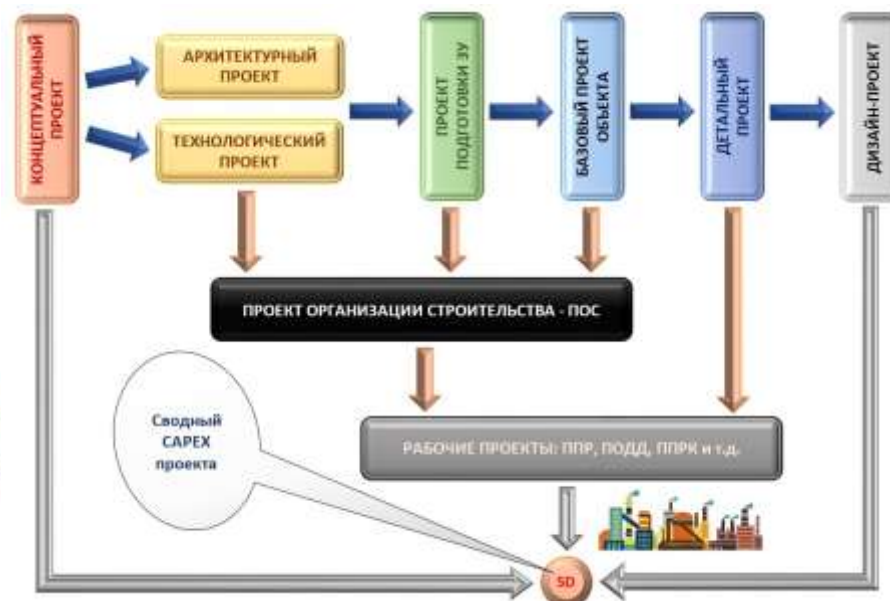 КОНЦЕПТУАЛЬНЫЙ
ПРОЕКТ
АРХИТЕКТУРНЫЙ
ПРОЕКТ
ТЕХНОЛОГИЧЕСКИЙ
ПРОЕКТ
ПРОЕКТ
ПОДГОТОВКИ ЗУ
БАЗОВЫЙ ПРОЕКТ
ОБЪЕКТА
ДЕТАЛЬНЫЙ
ПРОЕКТ
ДИЗАЙН-ПРОЕКТ
ПРОЕКТ ОРГАНИЗАЦИИ СТРОИТЕЛЬСТВА - ПОС
Сводный
CAPEX
проекта
РАБОЧИЕ ПРОЕКТЫ: ППР, ПОДД, ППРК и т.д.
5D